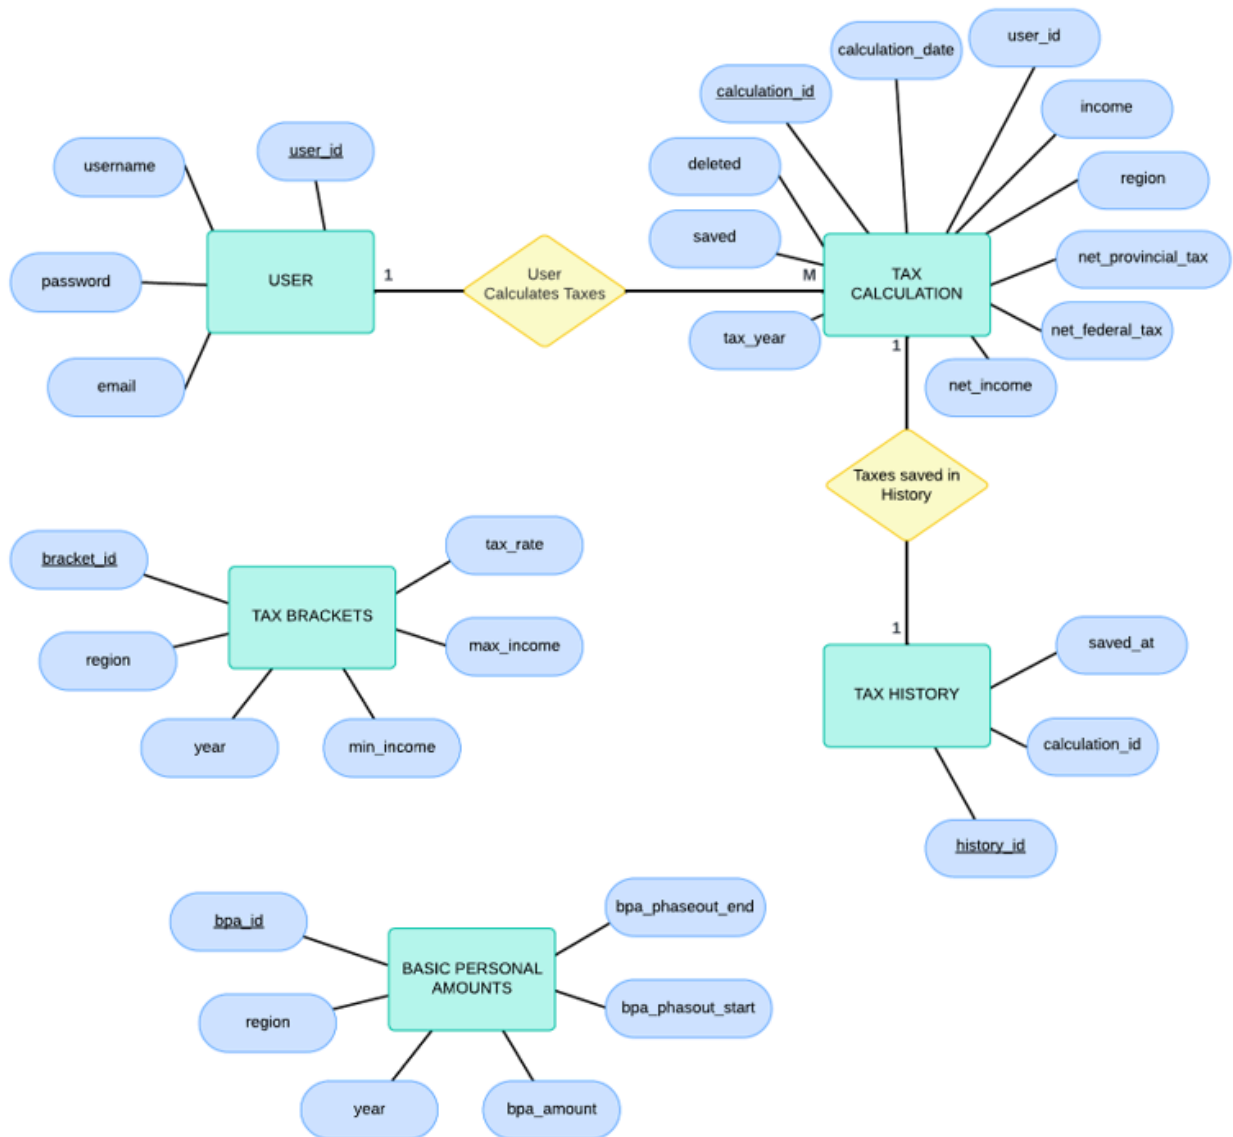 calculation_date
user_id
calculation_id
income
username
user_id
deleted
region
saved
net_provincial_tax
password
USER
1
User
Calculates Taxes
M
TAX
CALCULATION
tax_year
net_federal_tax
1
email
net_income
Taxes saved in
History
bracket_id
tax_rate
TAX BRACKETS
region
max_income
1
saved_at
year
min_income
TAX HISTORY
calculation_id
history_id
bpa_id
bpa_phaseout_end
BASIC PERSONAL
AMOUNTS
region
bpa_phasout_start
year
bpa_amount